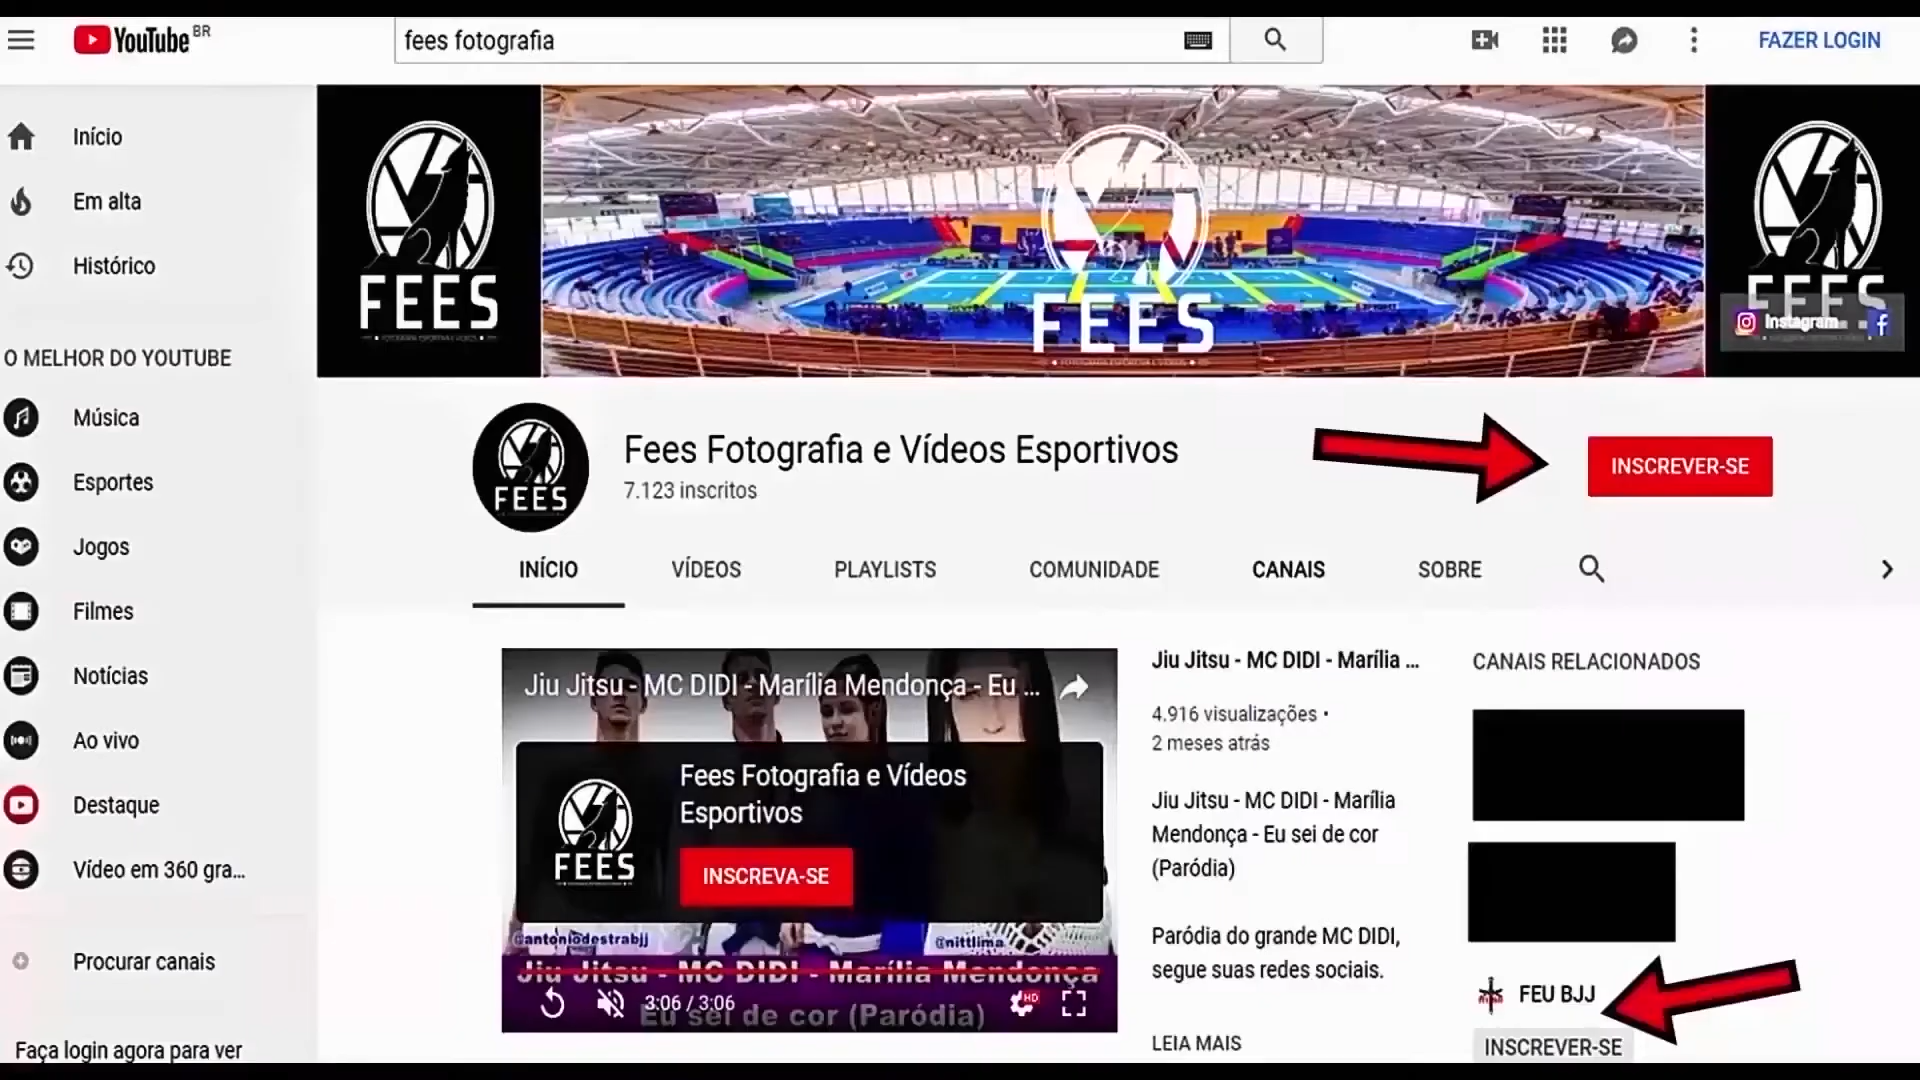 YouTube BR
fees fotografia
FAZER LOGIN
Início
Em alta
Histórico
O MELHOR DO YOUTUBE
Música
Esportes
Jogos
Filmes
Notícias
Ao vivo
Destaque
Vídeo em 360 gra...
Procurar canais
Faça login agora para ver
FEES
FEES
FEES
Instagram
Fees Fotografia e Vídeos Esportivos
7.123 inscritos
INSCREVER-SE
FEES
INÍCIO
VÍDEOS
PLAYLISTS
COMUNIDADE
CANAIS
SOBRE
Jiu Jitsu - MC DIDI - Marília Mendonça - Eu ...
Fees Fotografia e Vídeos
Esportivos
INSCREVA-SE
FEES
@antoniodestrabjj
@nittlima
Jiu Jitsu - MC DIDI - Marília Mendonça
Eu sei de cor (Paródia)
3:06 / 3:06
HD
Jiu Jitsu - MC DIDI - Marília ...
4.916 visualizações •
2 meses atrás
Jiu Jitsu - MC DIDI - Marília
Mendonça - Eu sei de cor
(Paródia)
Paródia do grande MC DIDI,
segue suas redes sociais.
LEIA MAIS
CANAIS RELACIONADOS
FEU BJJ
INSCREVER-SE